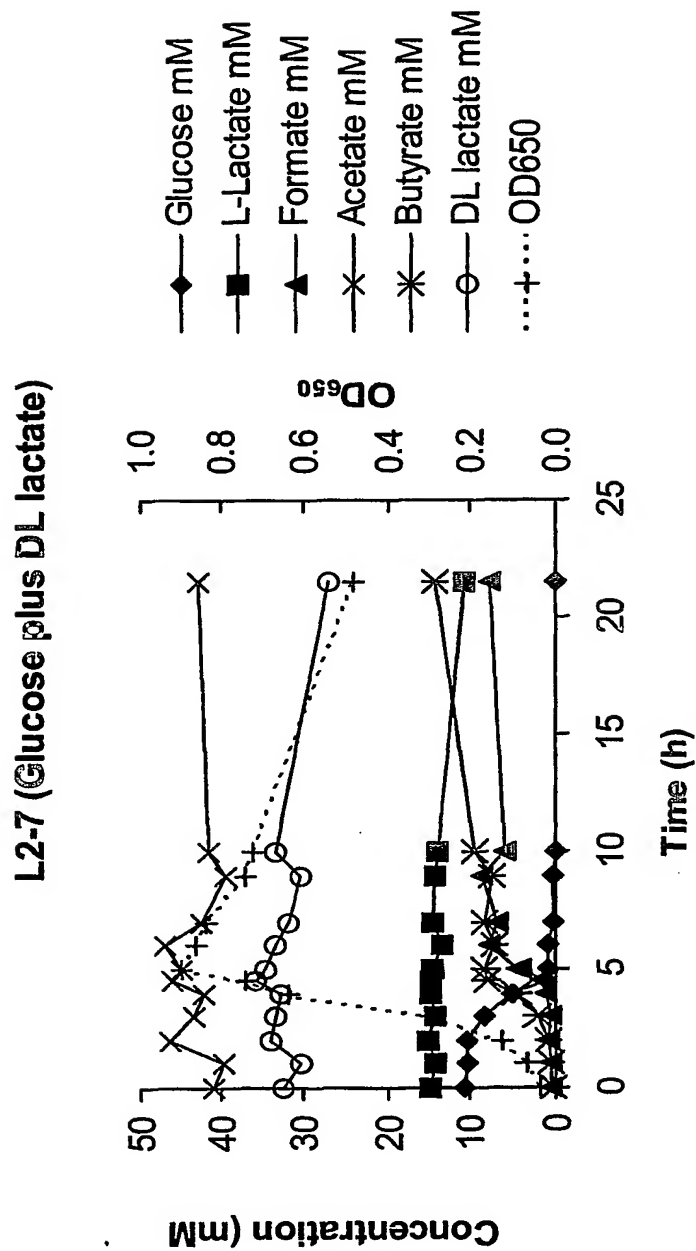 L2-7 (Glucose plus DL lactate)
Concentration (mM)
50
40
30
20
10
0
OD650
1.0
0.8
0.6
0.4
0.2
0.0
0
5
10
15
20
25
Time (h)
Glucose mM
L-Lactate mM
Formate mM
Acetate mM
Butyrate mM
DL lactate mM
OD650